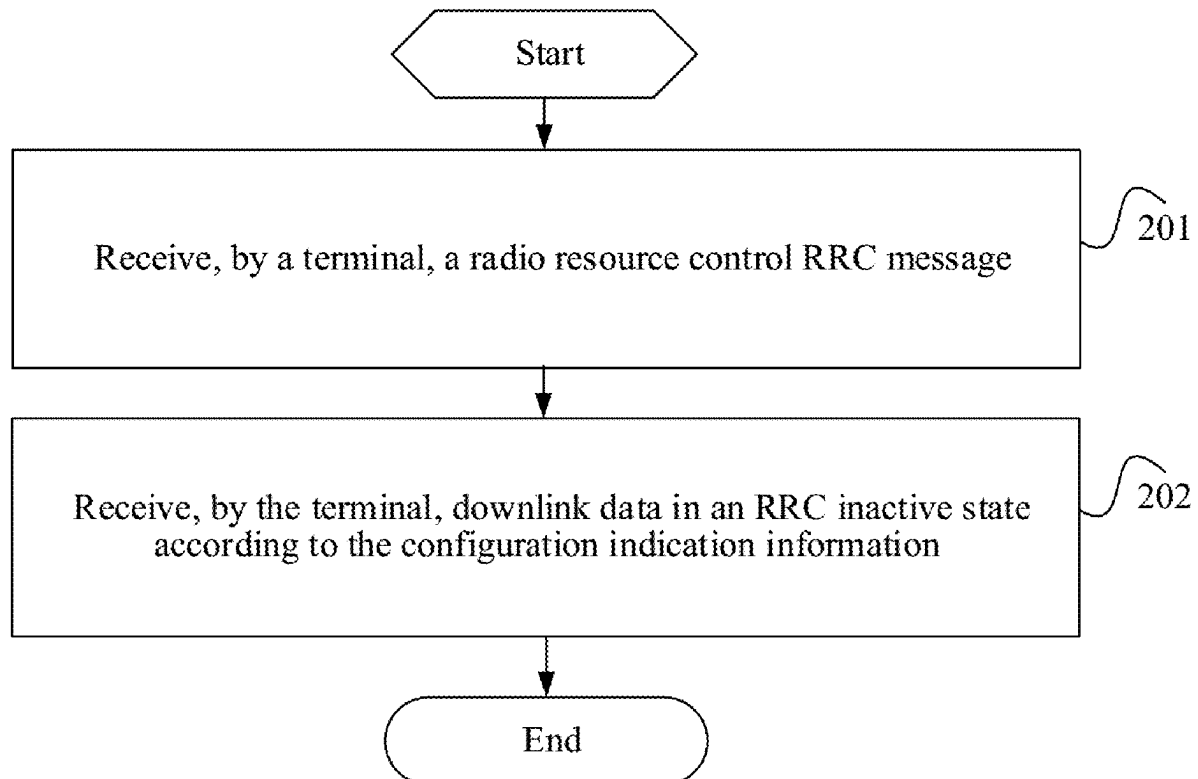 Start
Receive, by a terminal, a radio resource control RRC message
201
Receive, by the terminal, downlink data in an RRC inactive state
according to the configuration indication information
202
End